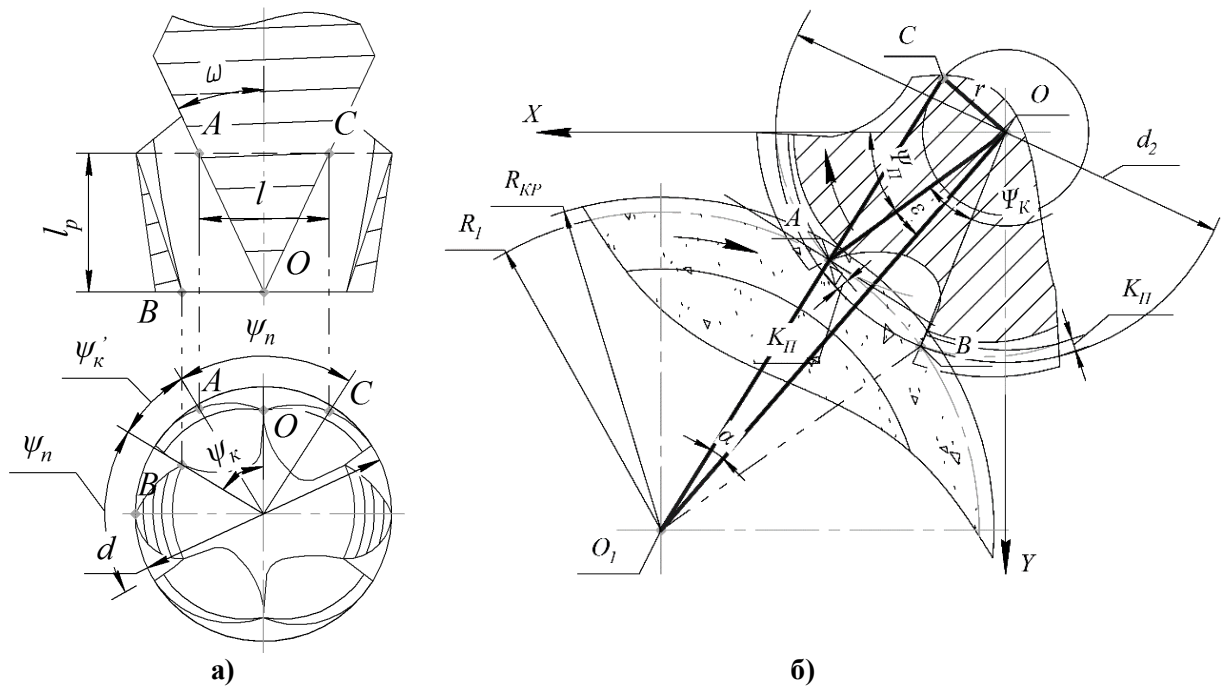 ω
A
C
l
l_p
O
B
ψ_n
ψ_к'
A
C
O
ψ_n
ψ_к
B
d
а)
C
r
O
X
d_2
Ψ_П
R_КР
ε
Ψ_К
R_1
A
K_П
K_П
B
α
O_1
Y
б)